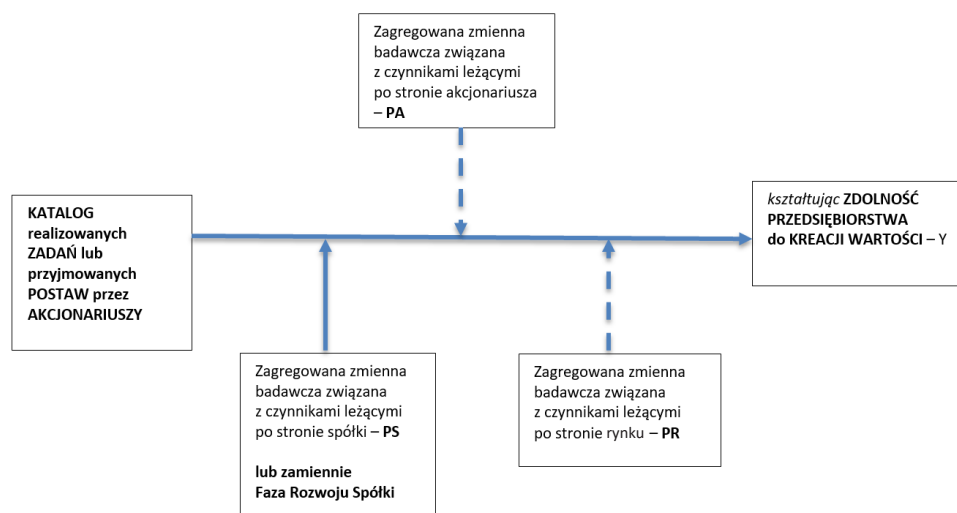 Zagregowana zmienna
badawcza związana
z czynnikami leżącymi
po stronie akcjonariusza
– PA
KATALOG
realizowanych
ZADAŃ lub
przyjmowanych
POSTAW przez
AKCJONARIUSZY
kształtując ZDOLNOŚĆ
PRZEDSIĘBIORSTWA
do KREACJI WARTOŚCI – Y
Zagregowana zmienna
badawcza związana
z czynnikami leżącymi
po stronie spółki – PS
lub zamiennie
Faza Rozwoju Spółki
Zagregowana zmienna
badawcza związana
z czynnikami leżącymi
po stronie rynku – PR